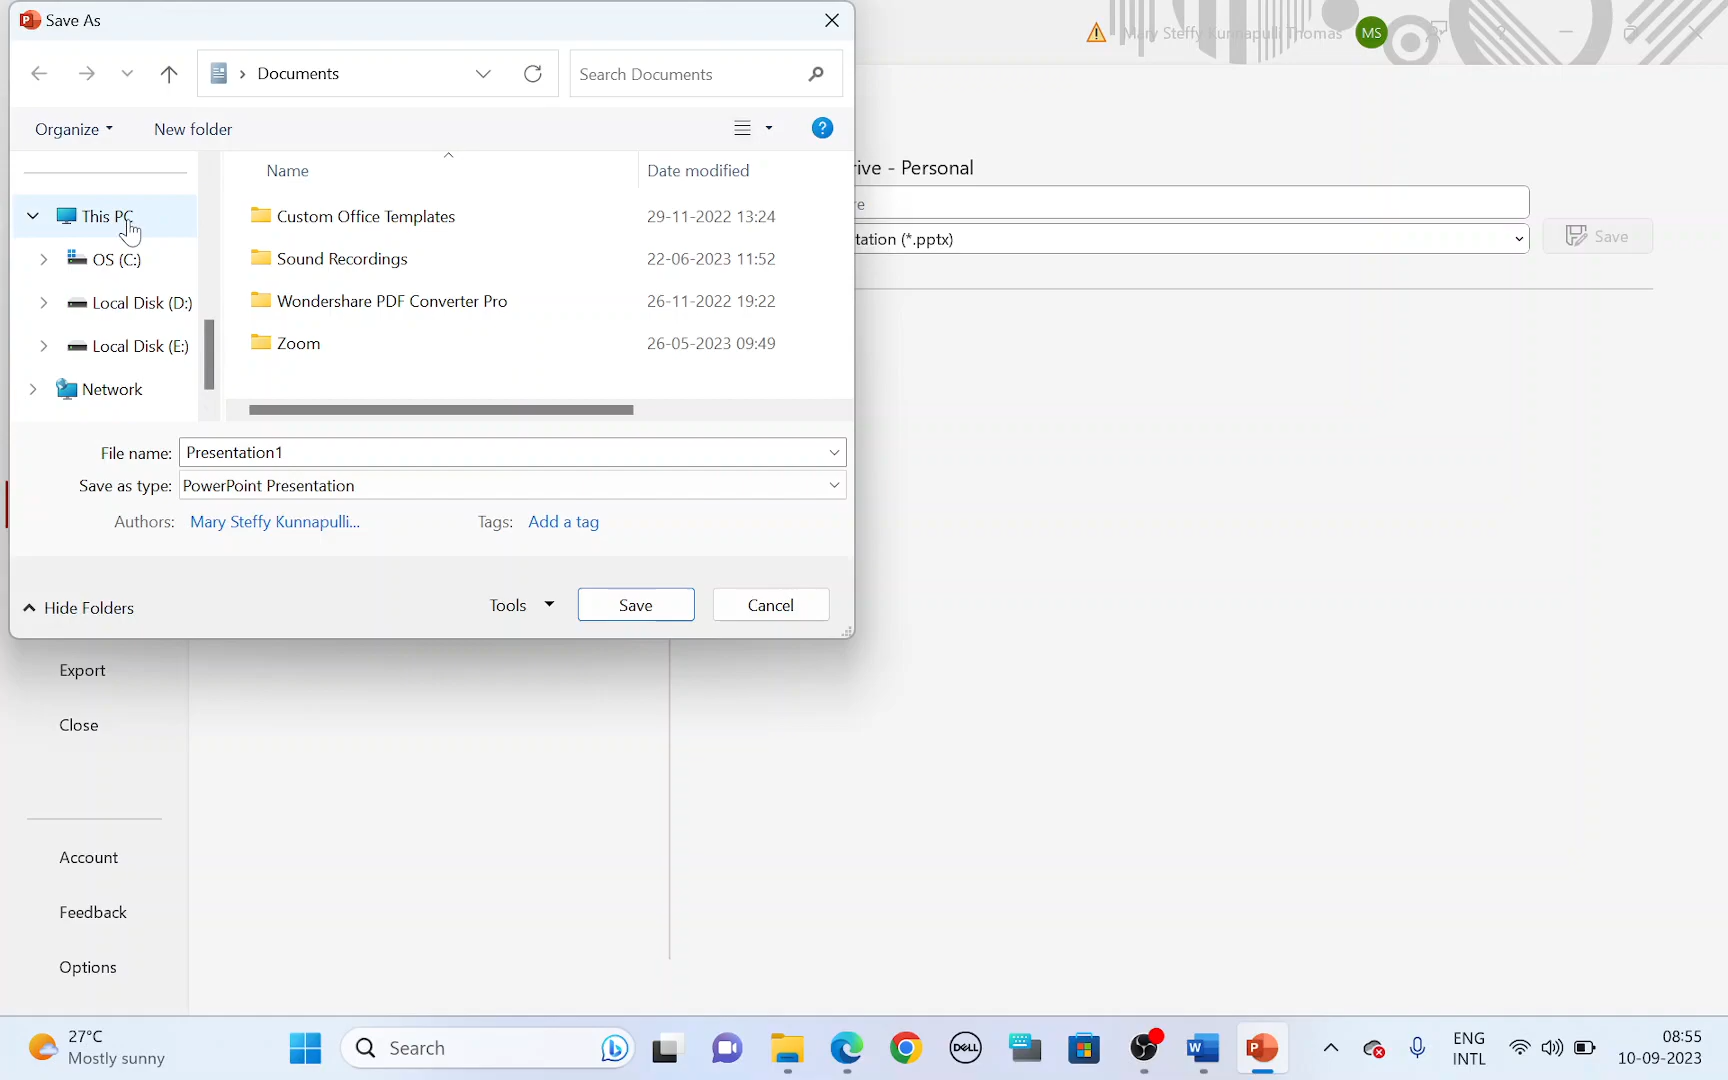 Save As
Mary Steffy Kunnapulli Thomas MS
Documents
Search Documents
Organize New folder
Name Date modified
This PC
OS (C:)
Local Disk (D:)
Local Disk (E:)
Network
Custom Office Templates 29-11-2022 13:24
Sound Recordings 22-06-2023 11:52
Wondershare PDF Converter Pro 26-11-2022 19:22
Zoom 26-05-2023 09:49
File name: Presentation1
Save as type: PowerPoint Presentation
Authors: Mary Steffy Kunnapulli... Tags: Add a tag
Hide Folders Tools Save Cancel
rive - Personal
re
tation (*.pptx)
Save
Export
Close
Account
Feedback
Options
27°C
Mostly sunny
Search
DELL
ENG
INTL
08:55
10-09-2023